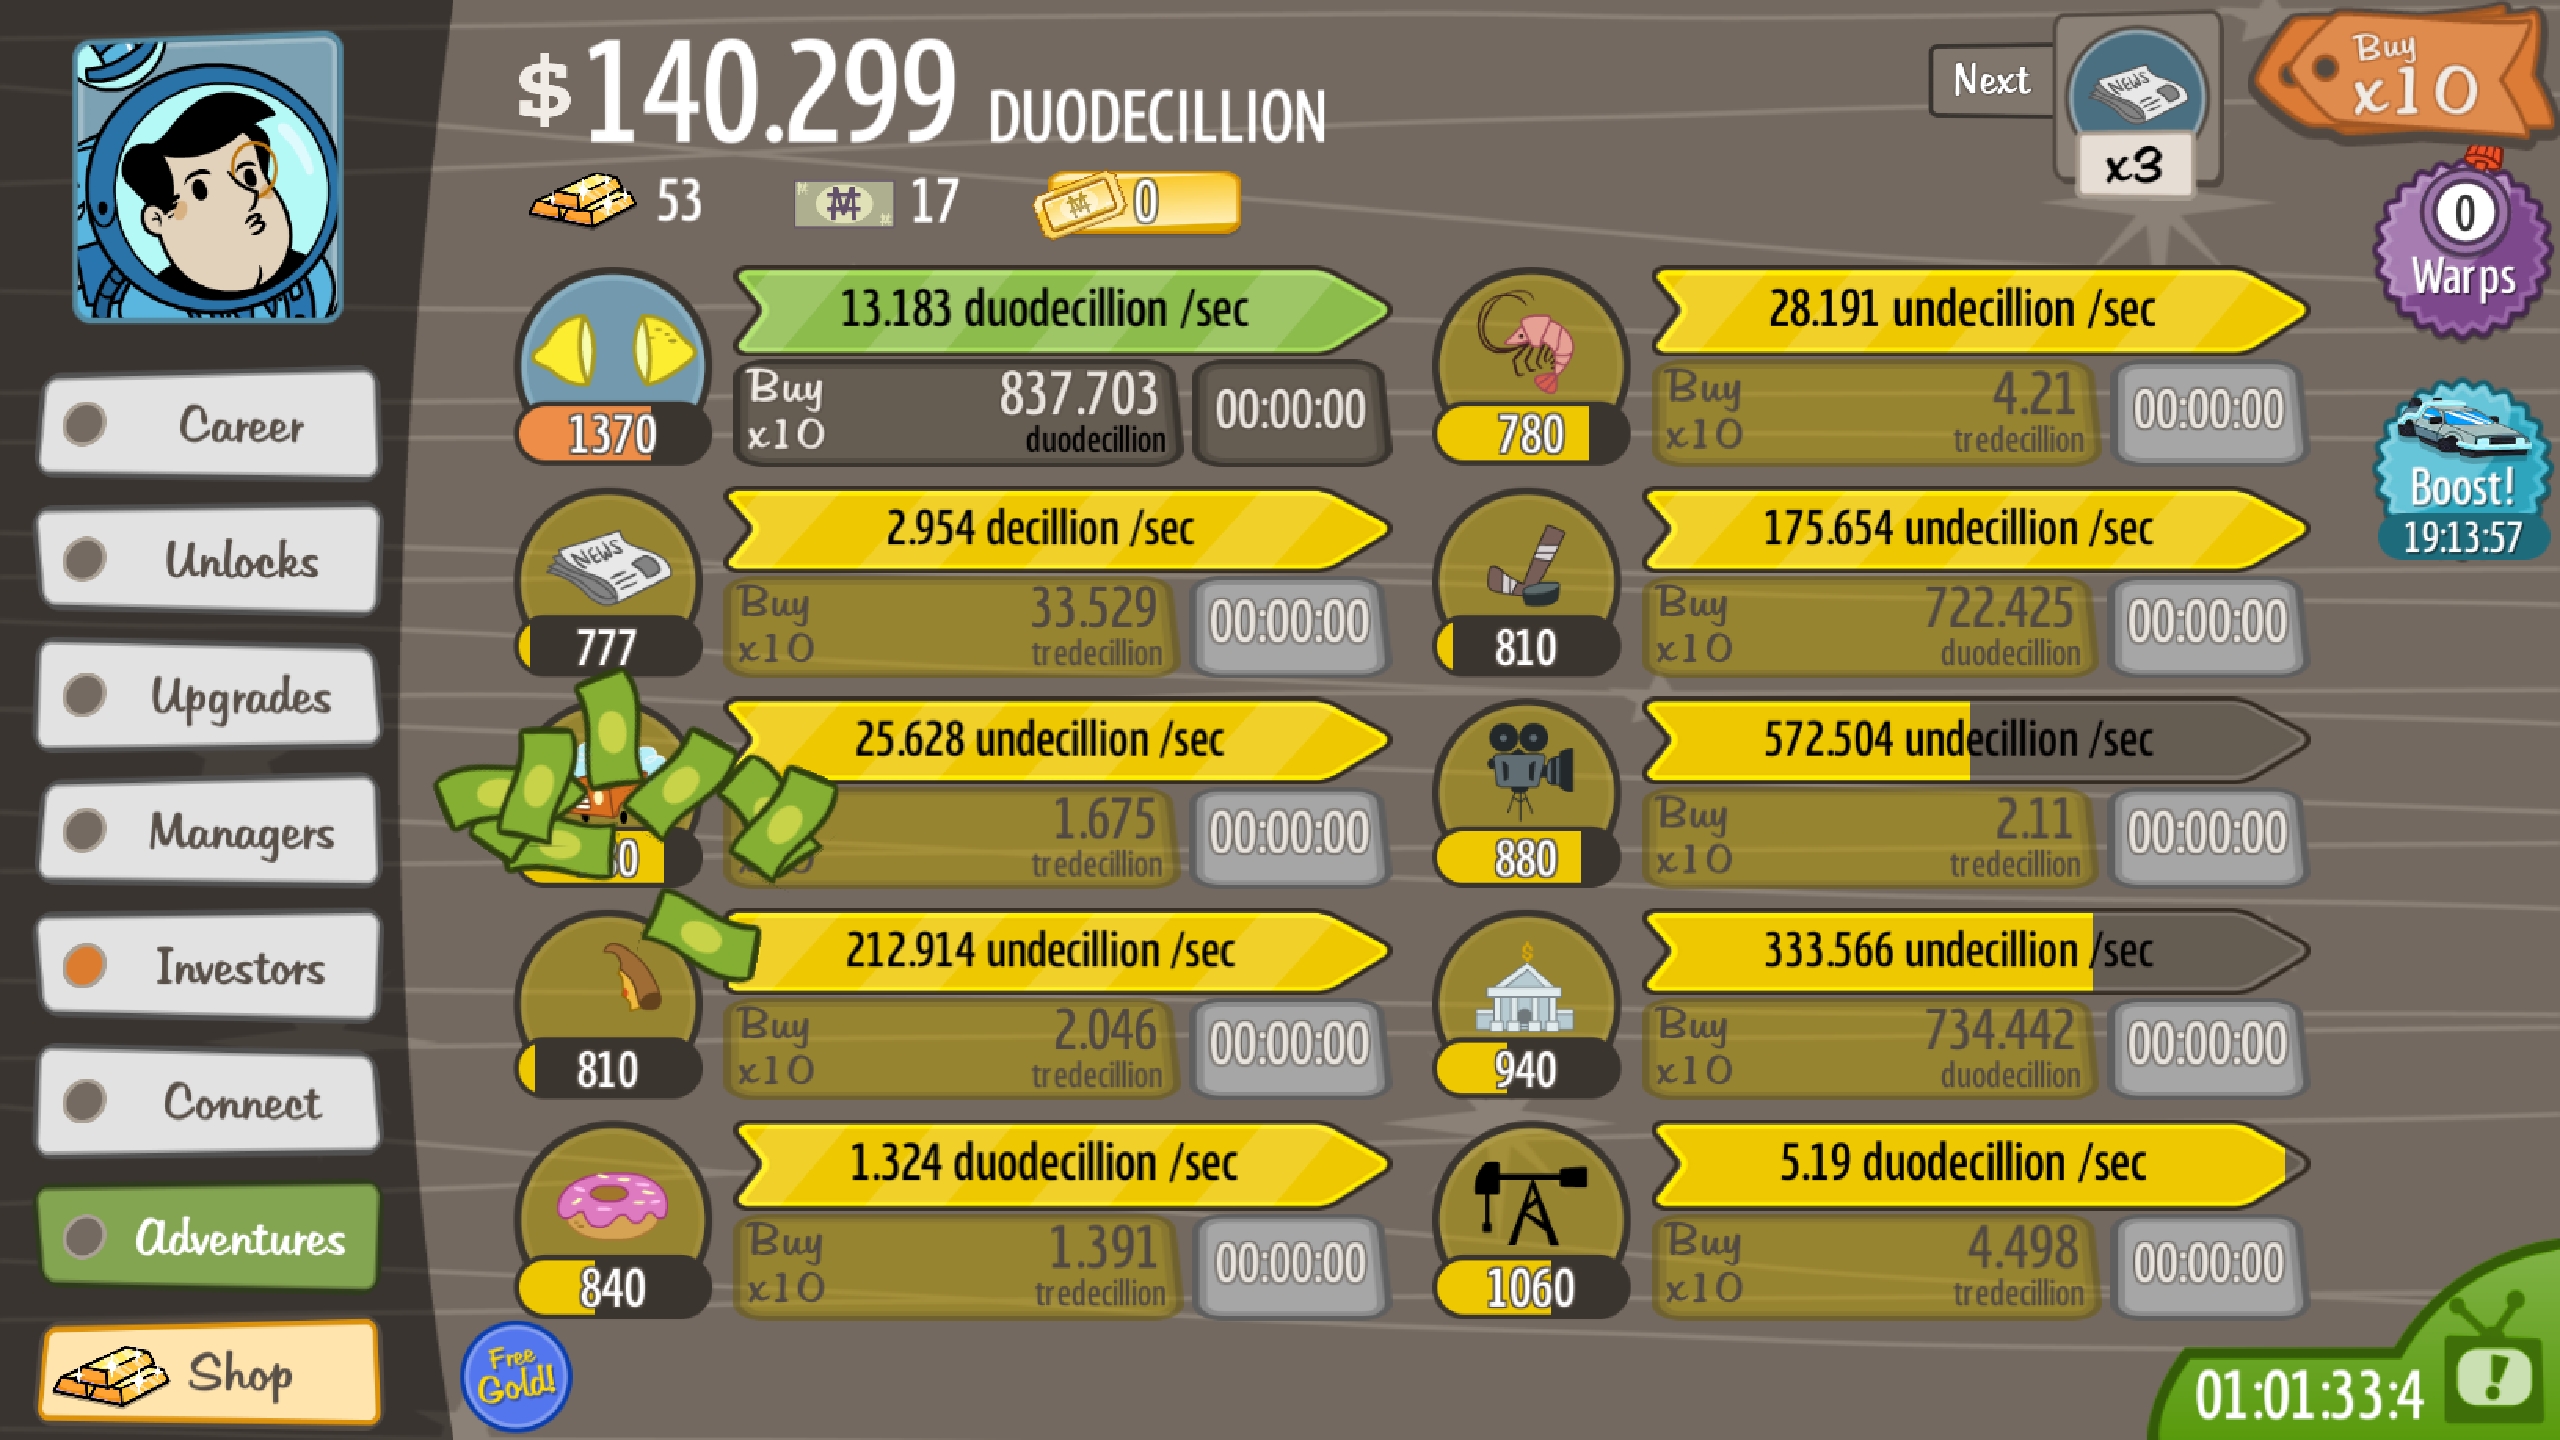 $140.299 DUODECILLION
53
17
0
Next
x3
Buy
x10
0
Warps
Boost!
19:13:57
Career
Unlocks
Upgrades
Managers
Investors
Connect
Adventures
Shop
13.183 duodecillion /sec
1370
Buy
x10
837.703
duodecillion
00:00:00
28.191 undecillion /sec
780
Buy
x10
4.21
tredecillion
00:00:00
NEWS
2.954 decillion /sec
777
Buy
x10
33.529
tredecillion
00:00:00
175.654 undecillion /sec
810
Buy
x10
722.425
duodecillion
00:00:00
25.628 undecillion /sec
1.675
tredecillion
00:00:00
572.504 undecillion /sec
880
Buy
x10
2.11
tredecillion
00:00:00
212.914 undecillion /sec
810
Buy
x10
2.046
tredecillion
00:00:00
333.566 undecillion /sec
940
Buy
x10
734.442
duodecillion
00:00:00
1.324 duodecillion /sec
840
Buy
x10
1.391
tredecillion
00:00:00
5.19 duodecillion /sec
1060
Buy
x10
4.498
tredecillion
00:00:00
Free
Gold!
01:01:33:4